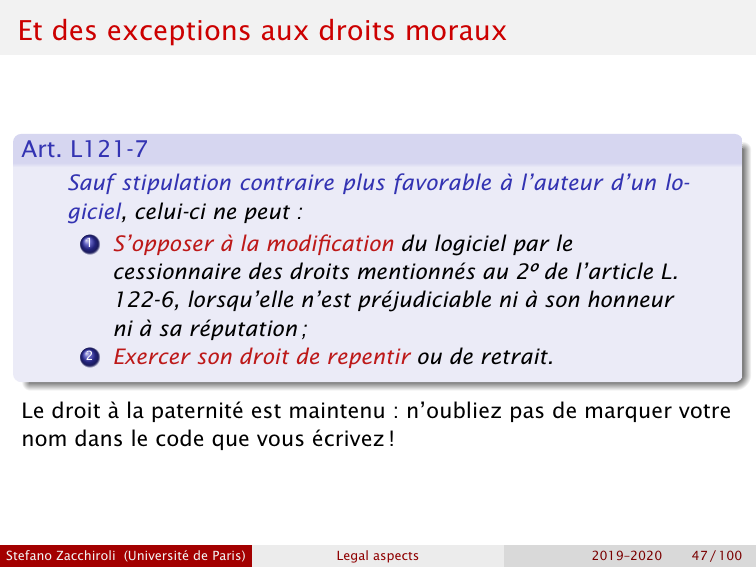 Et des exceptions aux droits moraux
Art. L121-7
Sauf stipulation contraire plus favorable à l'auteur d'un lo-
giciel, celui-ci ne peut :
1 S'opposer à la modification du logiciel par le
cessionnaire des droits mentionnés au 2º de l'article L.
122-6, lorsqu'elle n'est préjudiciable ni à son honneur
ni à sa réputation ;
2 Exercer son droit de repentir ou de retrait.
Le droit à la paternité est maintenu : n'oubliez pas de marquer votre
nom dans le code que vous écrivez !
Stefano Zacchiroli (Université de Paris) Legal aspects 2019–2020 47 / 100